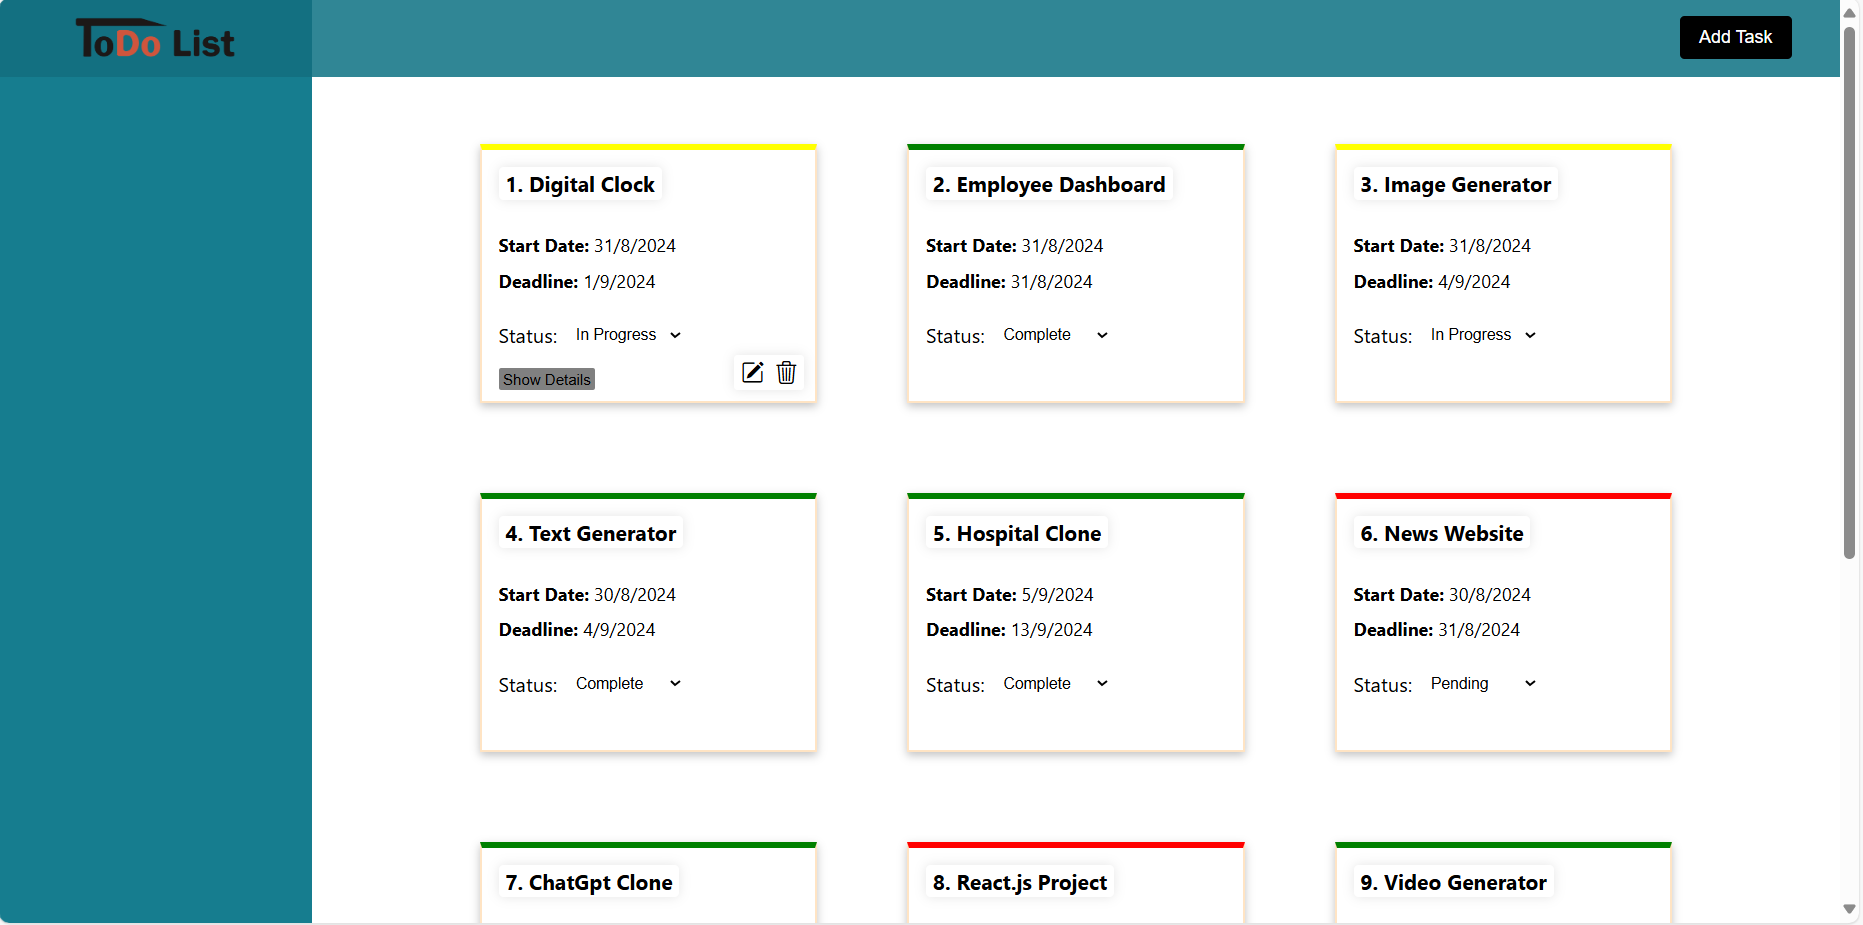 ToDo List
Add Task
1. Digital Clock
Start Date: 31/8/2024
Deadline: 1/9/2024
Status: In Progress
Show Details
2. Employee Dashboard
Start Date: 31/8/2024
Deadline: 31/8/2024
Status: Complete
3. Image Generator
Start Date: 31/8/2024
Deadline: 4/9/2024
Status: In Progress
4. Text Generator
Start Date: 30/8/2024
Deadline: 4/9/2024
Status: Complete
5. Hospital Clone
Start Date: 5/9/2024
Deadline: 13/9/2024
Status: Complete
6. News Website
Start Date: 30/8/2024
Deadline: 31/8/2024
Status: Pending
7. ChatGpt Clone
8. React.js Project
9. Video Generator